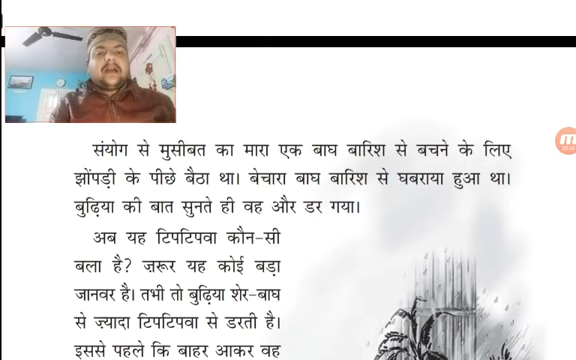 संयोग से मुसीबत का मारा एक बाघ बारिश से बचने के लिए
झोंपड़ी के पीछे बैठा था। बेचारा बाघ बारिश से घबराया हुआ था।
बुढ़िया की बात सुनते ही वह और डर गया।
अब यह टिपटिपवा कौन-सी
बला है? ज़रूर यह कोई बड़ा
जानवर है। तभी तो बुढ़िया शेर-बाघ
से ज़्यादा टिपटिपवा से डरती है।
इससे पहले कि बाहर आकर वह